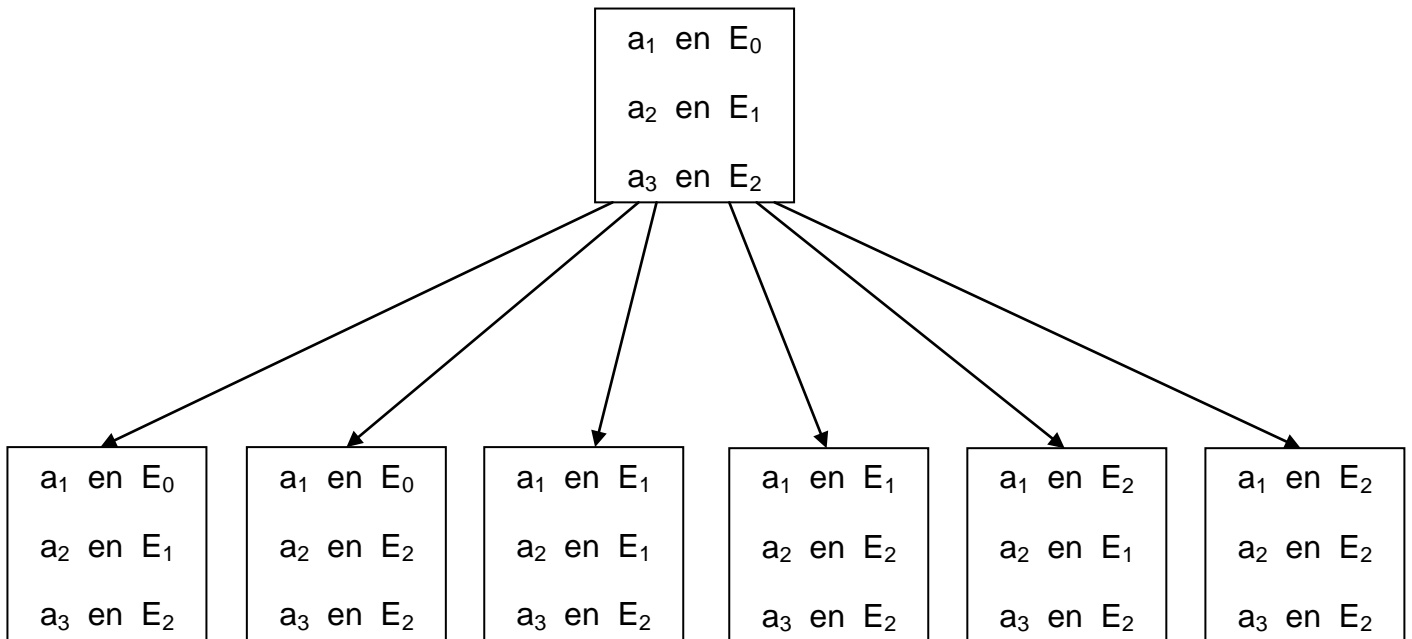 a₁ en E₀
a₂ en E₁
a₃ en E₂
a₁ en E₀
a₂ en E₁
a₃ en E₂
a₁ en E₀
a₂ en E₂
a₃ en E₂
a₁ en E₁
a₂ en E₁
a₃ en E₂
a₁ en E₁
a₂ en E₂
a₃ en E₂
a₁ en E₂
a₂ en E₁
a₃ en E₂
a₁ en E₂
a₂ en E₂
a₃ en E₂